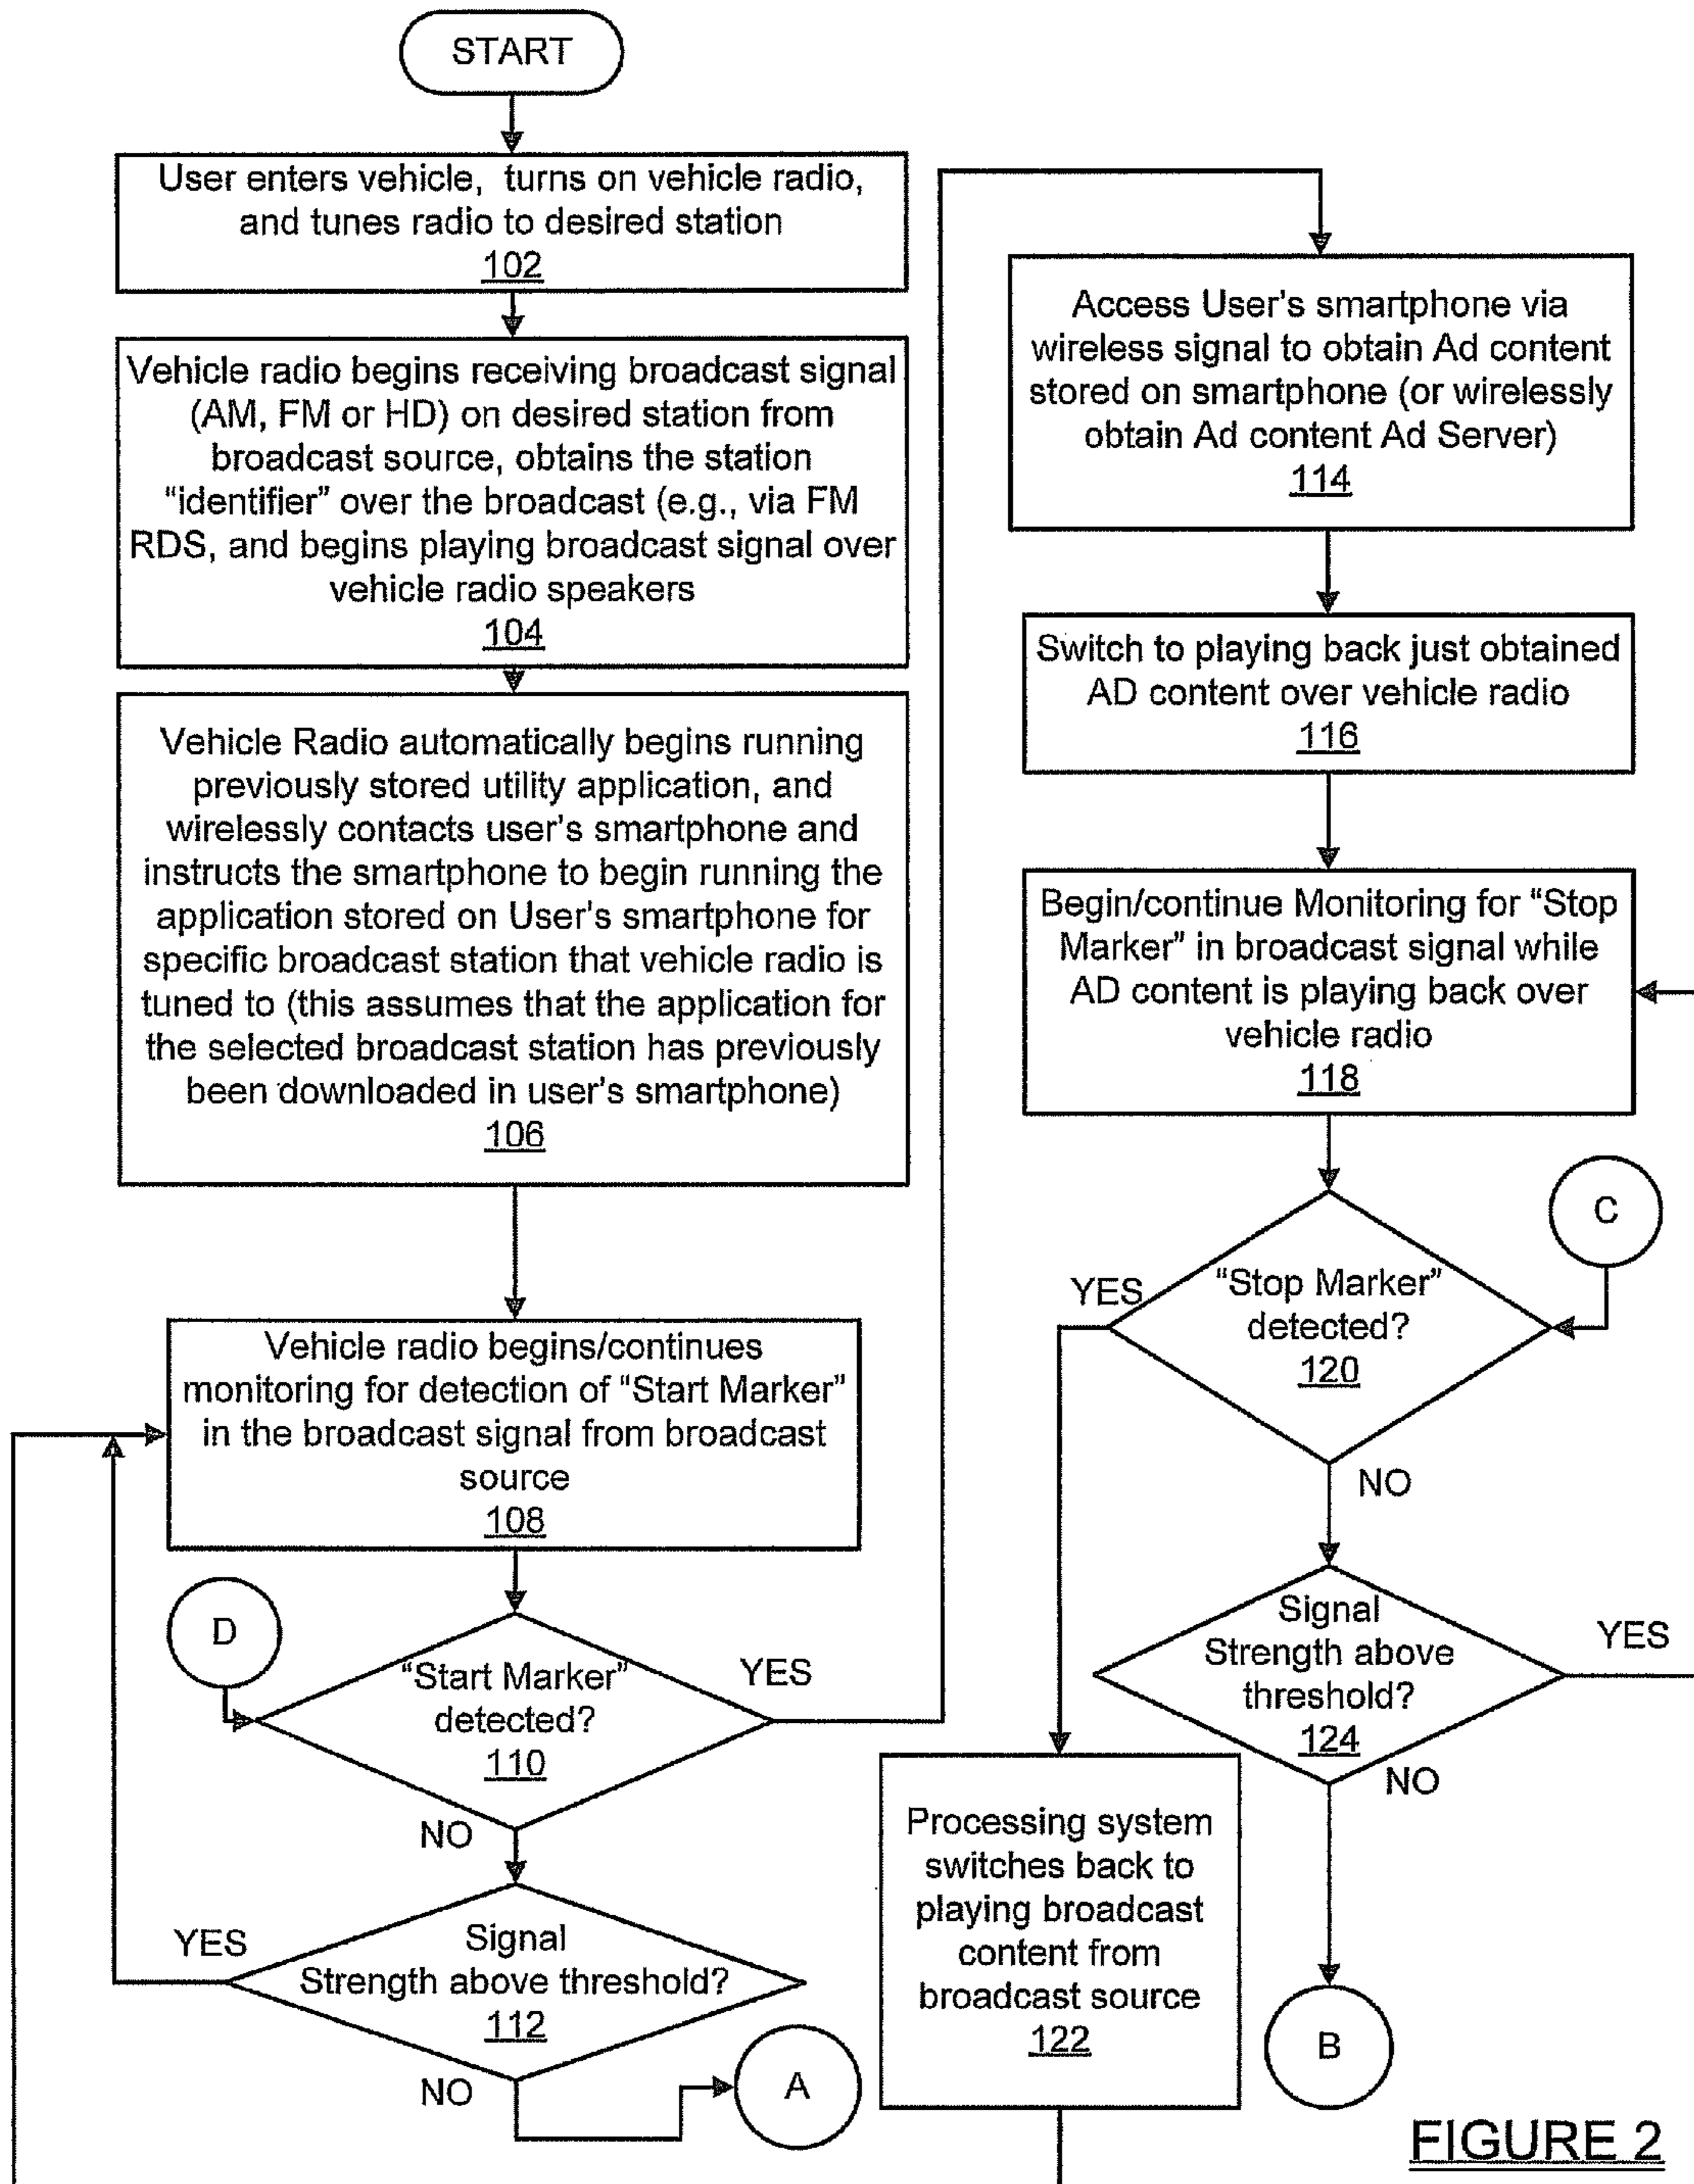 START
User enters vehicle, turns on vehicle radio,
and tunes radio to desired station
102
Vehicle radio begins receiving broadcast signal
(AM, FM or HD) on desired station from
broadcast source, obtains the station
“identifier” over the broadcast (e.g., via FM
RDS, and begins playing broadcast signal over
vehicle radio speakers
104
Vehicle Radio automatically begins running
previously stored utility application, and
wirelessly contacts user's smartphone and
instructs the smartphone to begin running the
application stored on User's smartphone for
specific broadcast station that vehicle radio is
tuned to (this assumes that the application for
the selected broadcast station has previously
been downloaded in user's smartphone)
106
Vehicle radio begins/continues
monitoring for detection of “Start Marker”
in the broadcast signal from broadcast
source
108
D
“Start Marker”
detected?
110
YES
NO
Signal
Strength above threshold?
112
YES
NO
A
Access User's smartphone via
wireless signal to obtain Ad content
stored on smartphone (or wirelessly
obtain Ad content Ad Server)
114
Switch to playing back just obtained
AD content over vehicle radio
116
Begin/continue Monitoring for “Stop
Marker” in broadcast signal while
AD content is playing back over
vehicle radio
118
C
“Stop Marker”
detected?
120
YES
NO
Signal
Strength above
threshold?
124
YES
NO
B
Processing system
switches back to
playing broadcast
content from
broadcast source
122
FIGURE 2